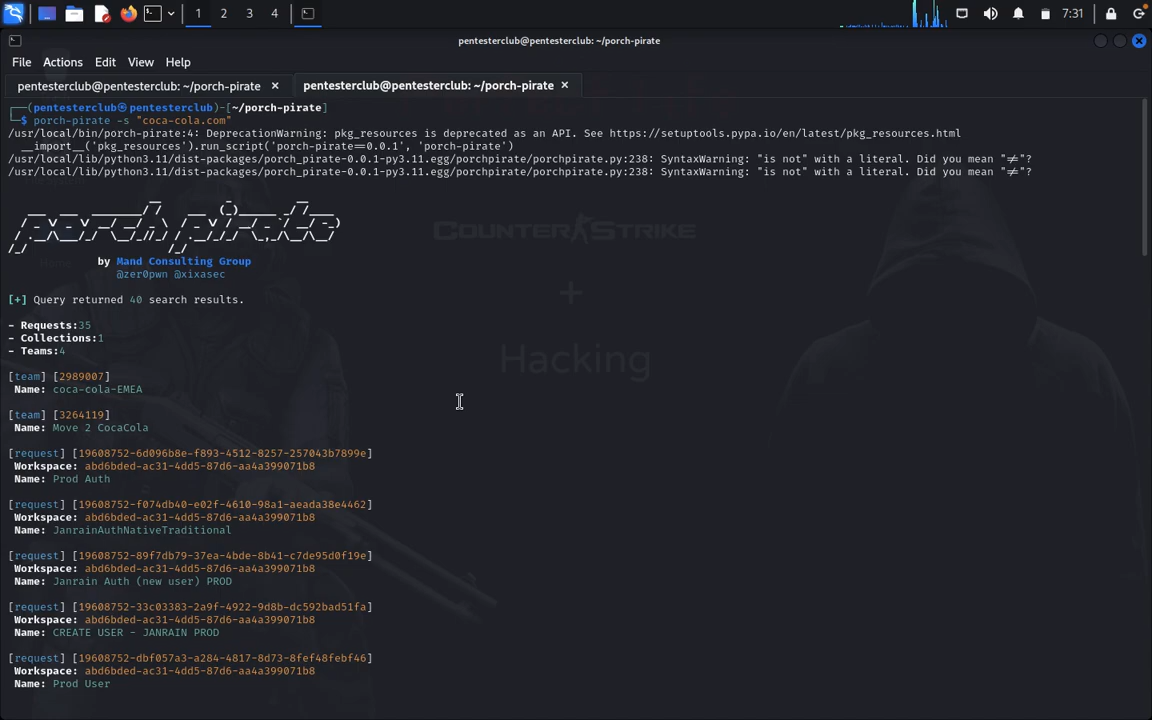 1 2 3 4 7:31
pentesterclub@pentesterclub: ~/porch-pirate
File Actions Edit View Help
pentesterclub@pentesterclub: ~/porch-pirate × pentesterclub@pentesterclub: ~/porch-pirate ×
┌──(pentesterclub㉿pentesterclub)-[~/porch-pirate]
└─$ porch-pirate -s "coca-cola.com"
/usr/local/bin/porch-pirate:4: DeprecationWarning: pkg_resources is deprecated as an API. See https://setuptools.pypa.io/en/latest/pkg_resources.html
__import__('pkg_resources').run_script('porch-pirate==0.0.1', 'porch-pirate')
/usr/local/lib/python3.11/dist-packages/porch_pirate-0.0.1-py3.11.egg/porchpirate/porchpirate.py:238: SyntaxWarning: "is not" with a literal. Did you mean "≠"?
/usr/local/lib/python3.11/dist-packages/porch_pirate-0.0.1-py3.11.egg/porchpirate/porchpirate.py:238: SyntaxWarning: "is not" with a literal. Did you mean "≠"?
porch-pirate
COUNTER STRIKE
+
Hacking
by Mand Consulting Group
@zer0pwn @xixasec
[+] Query returned 40 search results.
- Requests:35
- Collections:1
- Teams:4
[team] [2989007]
Name: coca-cola-EMEA
[team] [3264119]
Name: Move 2 CocaCola
[request] [19608752-6d096b8e-f893-4512-8257-257043b7899e]
Workspace: abd6bded-ac31-4dd5-87d6-aa4a399071b8
Name: Prod Auth
[request] [19608752-f074db40-e02f-4610-98a1-aeada38e4462]
Workspace: abd6bded-ac31-4dd5-87d6-aa4a399071b8
Name: JanrainAuthNativeTraditional
[request] [19608752-89f7db79-37ea-4bde-8b41-c7de95d0f19e]
Workspace: abd6bded-ac31-4dd5-87d6-aa4a399071b8
Name: Janrain Auth (new user) PROD
[request] [19608752-33c03383-2a9f-4922-9d8b-dc592bad51fa]
Workspace: abd6bded-ac31-4dd5-87d6-aa4a399071b8
Name: CREATE USER - JANRAIN PROD
[request] [19608752-dbf057a3-a284-4817-8d73-8fef48febf46]
Workspace: abd6bded-ac31-4dd5-87d6-aa4a399071b8
Name: Prod User